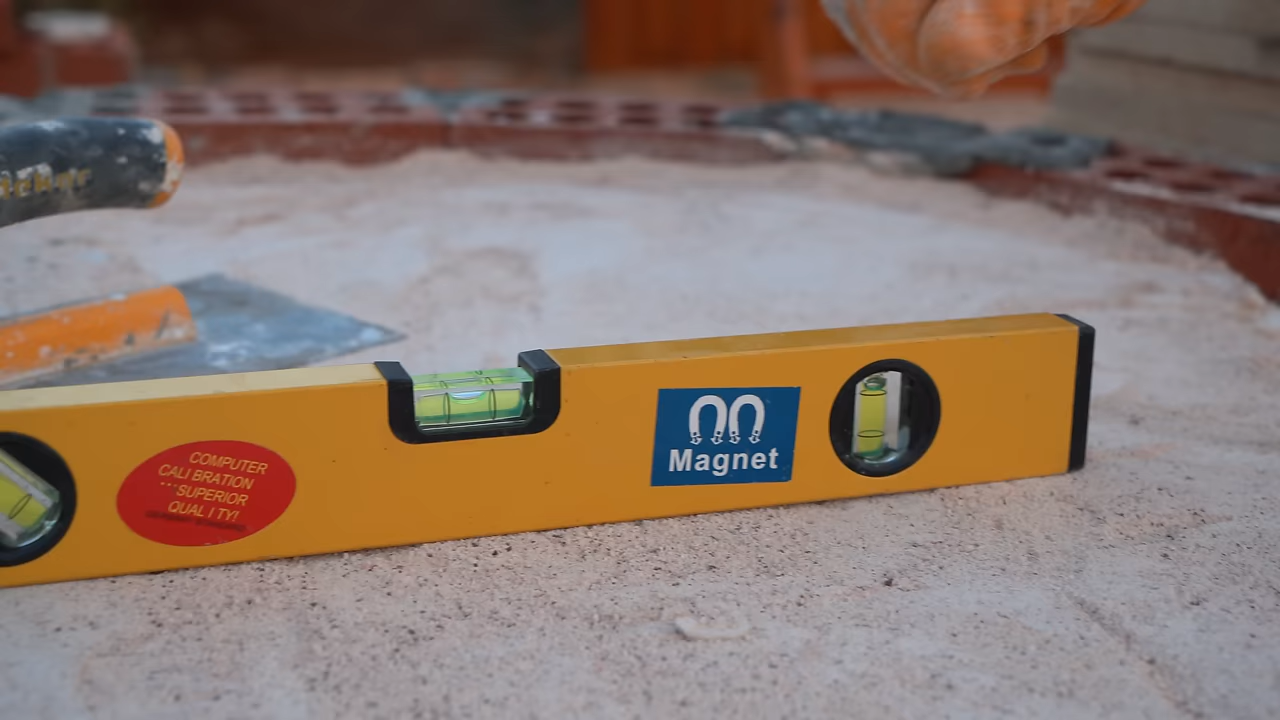 COMPUTER
CALI BRATION
"'SUPERIOR
QUAL I TY!
Magnet